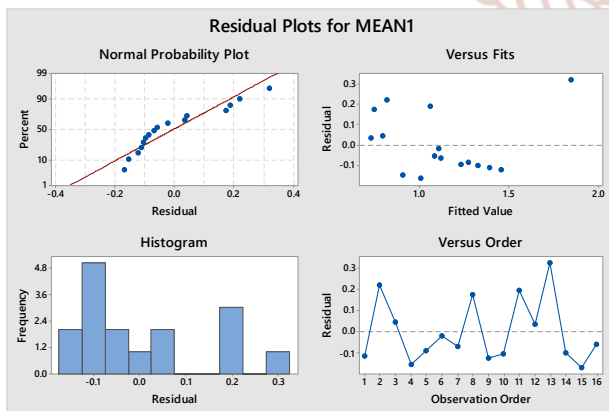 Residual Plots for MEAN1
Normal Probability Plot
99
90
50
10
1
Percent
-0.4 -0.2 0.0 0.2 0.4
Residual
Versus Fits
0.3
0.2
0.1
0.0
-0.1
Residual
1.0 1.5 2.0
Fitted Value
Histogram
4.8
3.6
2.4
1.2
0.0
Frequency
-0.1 0.0 0.1 0.2 0.3
Residual
Versus Order
0.3
0.2
0.1
0.0
-0.1
Residual
1 2 3 4 5 6 7 8 9 10 11 12 13 14 15 16
Observation Order